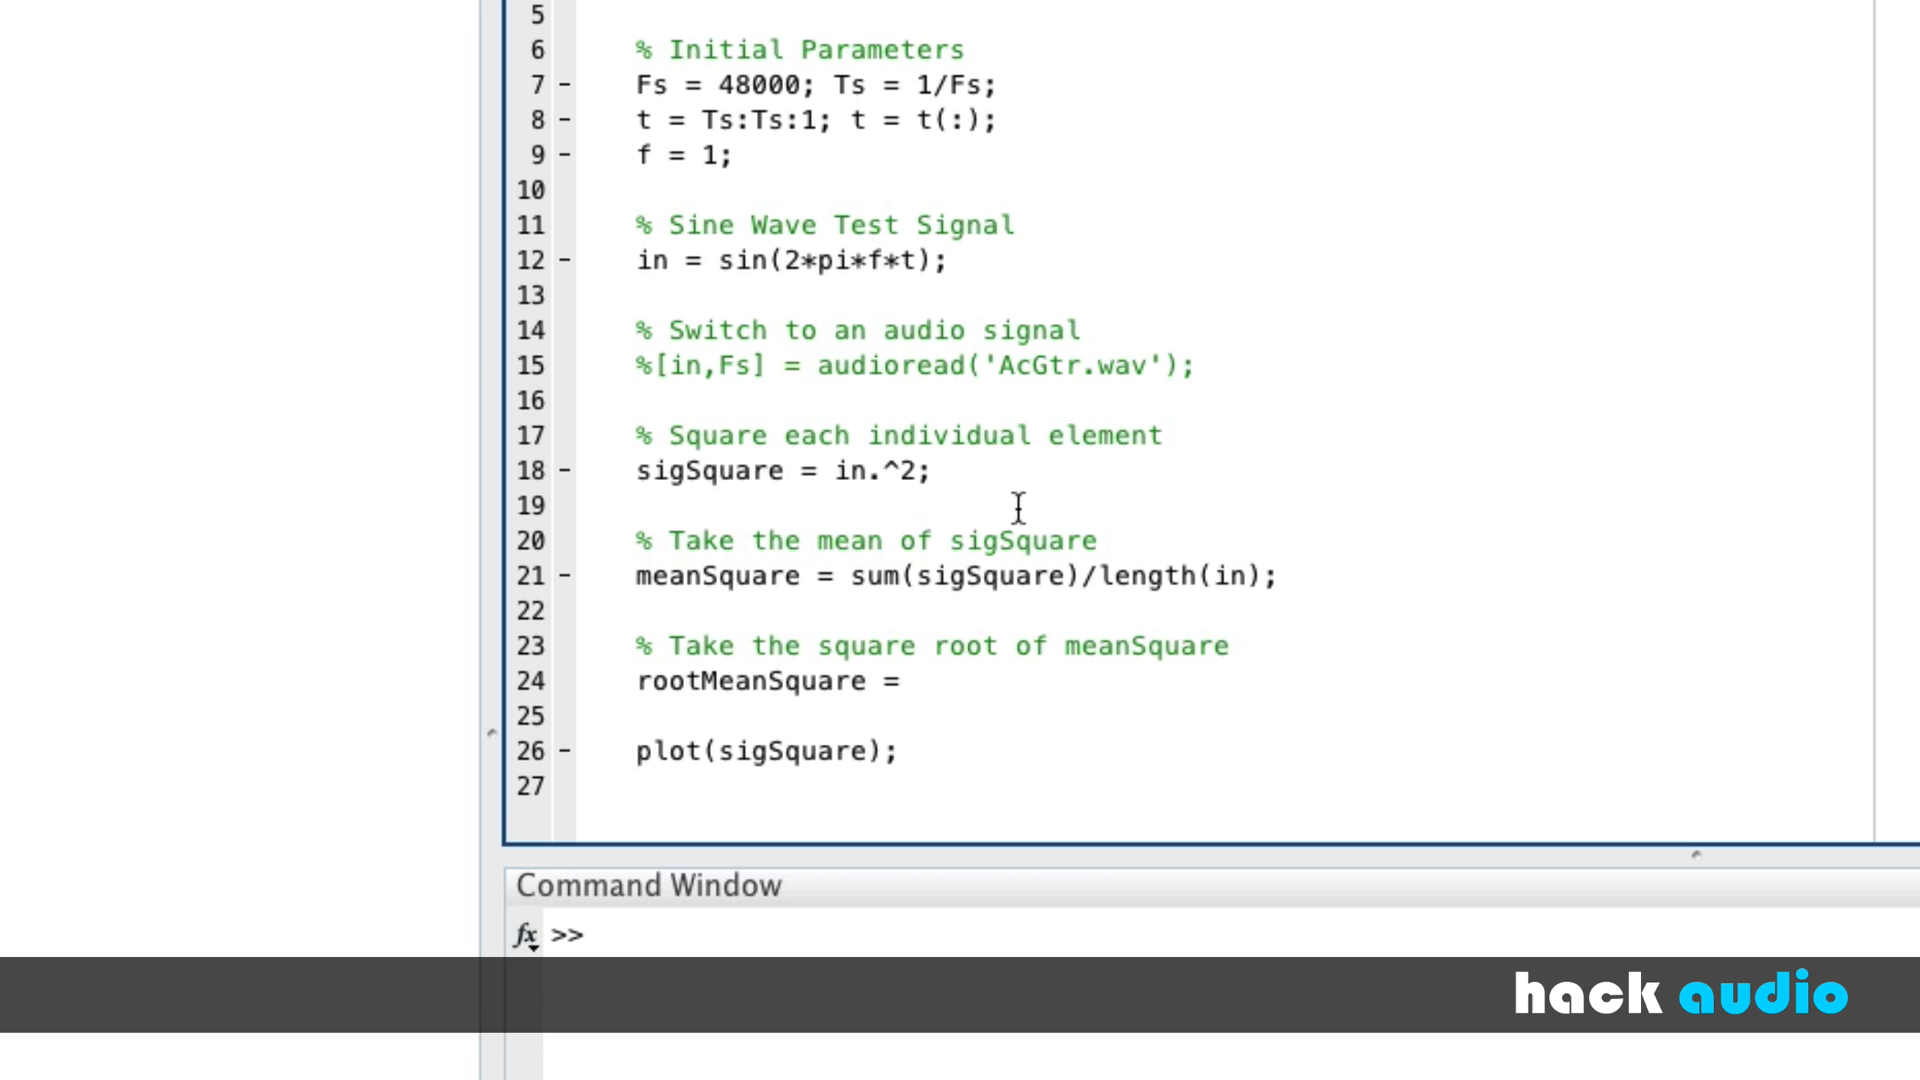 5
6 % Initial Parameters
7 - Fs = 48000; Ts = 1/Fs;
8 - t = Ts:Ts:1; t = t(:);
9 - f = 1;
10
11 % Sine Wave Test Signal
12 - in = sin(2*pi*f*t);
13
14 % Switch to an audio signal
15 %[in,Fs] = audioread('AcGtr.wav');
16
17 % Square each individual element
18 - sigSquare = in.^2;
19
20 % Take the mean of sigSquare
21 - meanSquare = sum(sigSquare)/length(in);
22
23 % Take the square root of meanSquare
24 rootMeanSquare =
25
26 - plot(sigSquare);
27
Command Window
fx >>
hack audio